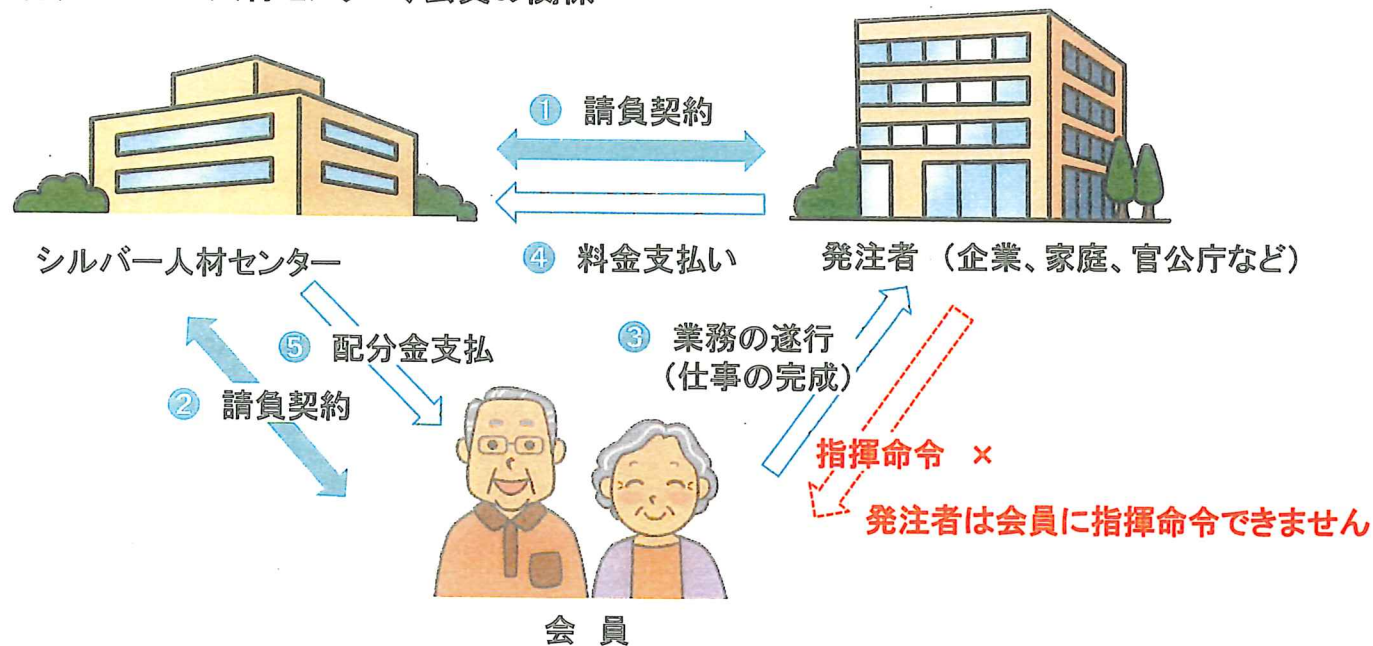 ① 請負契約
④ 料金支払い
シルバー人材センター
発注者（企業、家庭、官公庁など）
⑤ 配分金支払
② 請負契約
③ 業務の遂行
（仕事の完成）
指揮命令 ×
発注者は会員に指揮命令できません
会 員